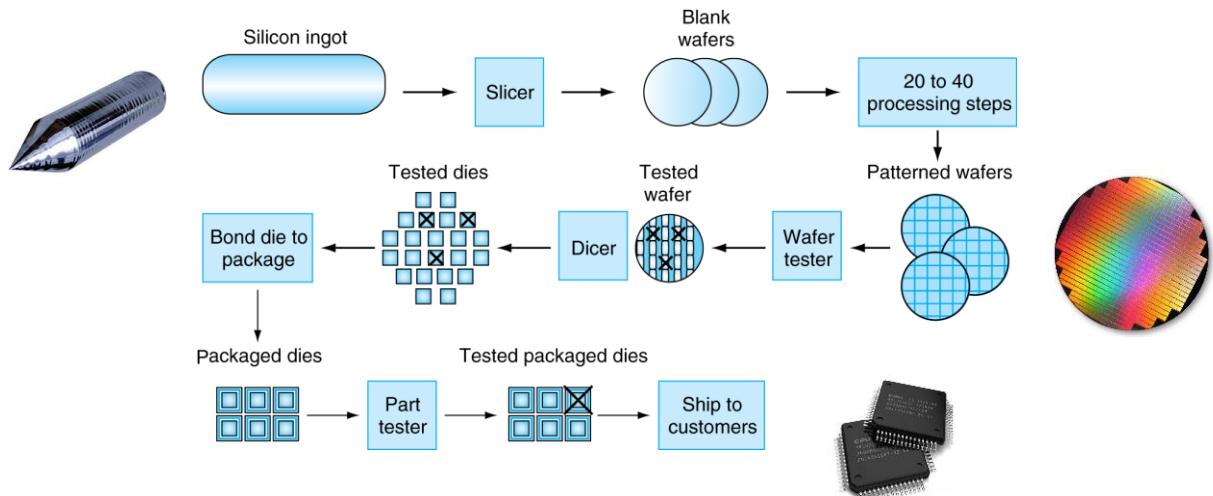 Silicon ingot
Slicer
Blank
wafers
20 to 40
processing steps
Patterned wafers
Wafer
tester
Tested
wafer
Dicer
Tested dies
Bond die to
package
Packaged dies
Part
tester
Tested packaged dies
Ship to
customers